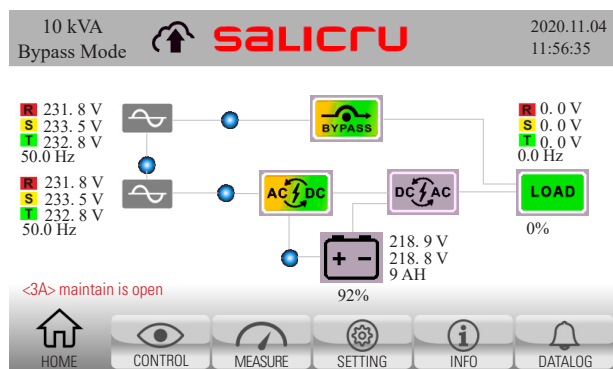 10 kVA
Bypass Mode
salicru
2020.11.04
11:56:35
R 231. 8 V
S 233. 5 V
T 232. 8 V
50.0 Hz
BYPASS
R 0. 0 V
S 0. 0 V
T 0. 0 V
0.0 Hz
R 231. 8 V
S 233. 5 V
T 232. 8 V
50.0 Hz
AC DC
DC AC
LOAD
0%
+ -
218. 9 V
218. 8 V
9 AH
92%
<3A> maintain is open
HOME
CONTROL
MEASURE
SETTING
INFO
DATALOG